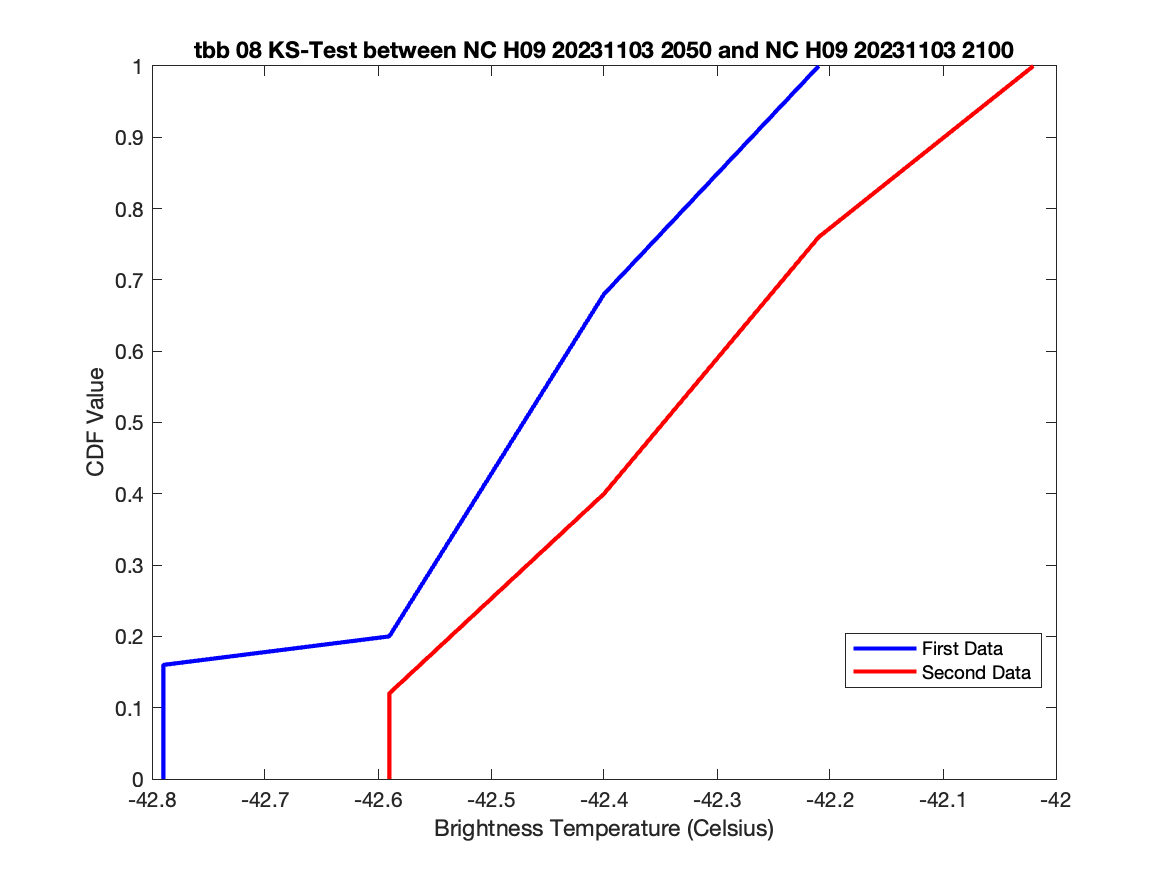 tbb 08 KS-Test between NC H09 20231103 2050 and NC H09 20231103 2100
1
0.9
0.8
0.7
0.6
0.5
0.4
0.3
0.2
0.1
0
CDF Value
First Data
Second Data
-42.8 -42.7 -42.6 -42.5 -42.4 -42.3 -42.2 -42.1 -42
Brightness Temperature (Celsius)